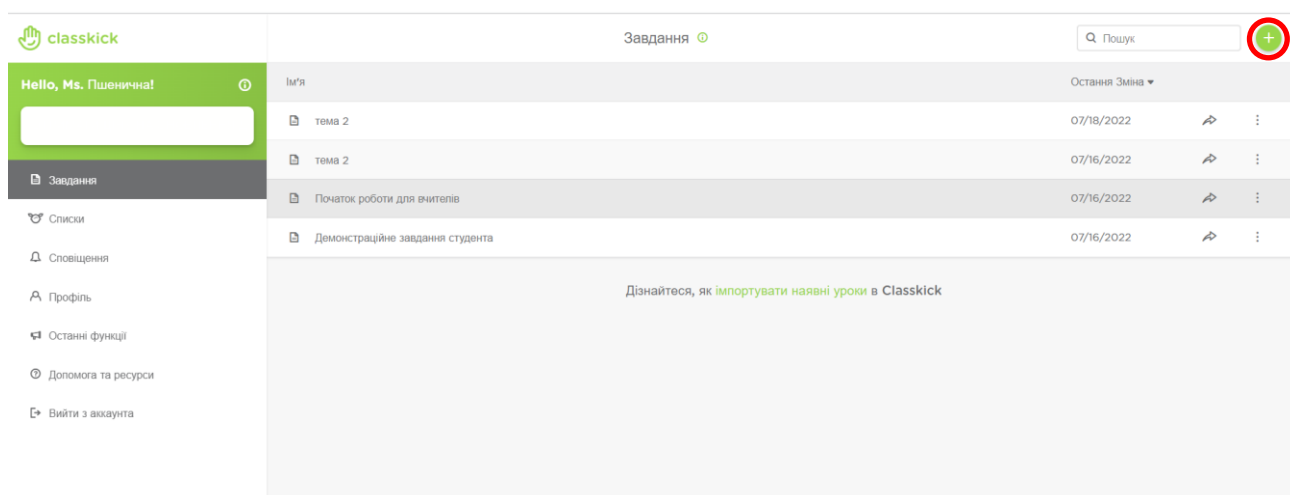 classkick
Завдання
Пошук
Hello, Ms. Пшенична!
Ім'я
Остання Зміна
тема 2
07/18/2022
тема 2
07/16/2022
Завдання
Початок роботи для вчителів
07/16/2022
Списки
Демонстраційне завдання студента
07/16/2022
Сповіщення
Дізнайтеся, як імпортувати наявні уроки в Classkick
Профіль
Останні функції
Допомога та ресурси
Вийти з аккаунта